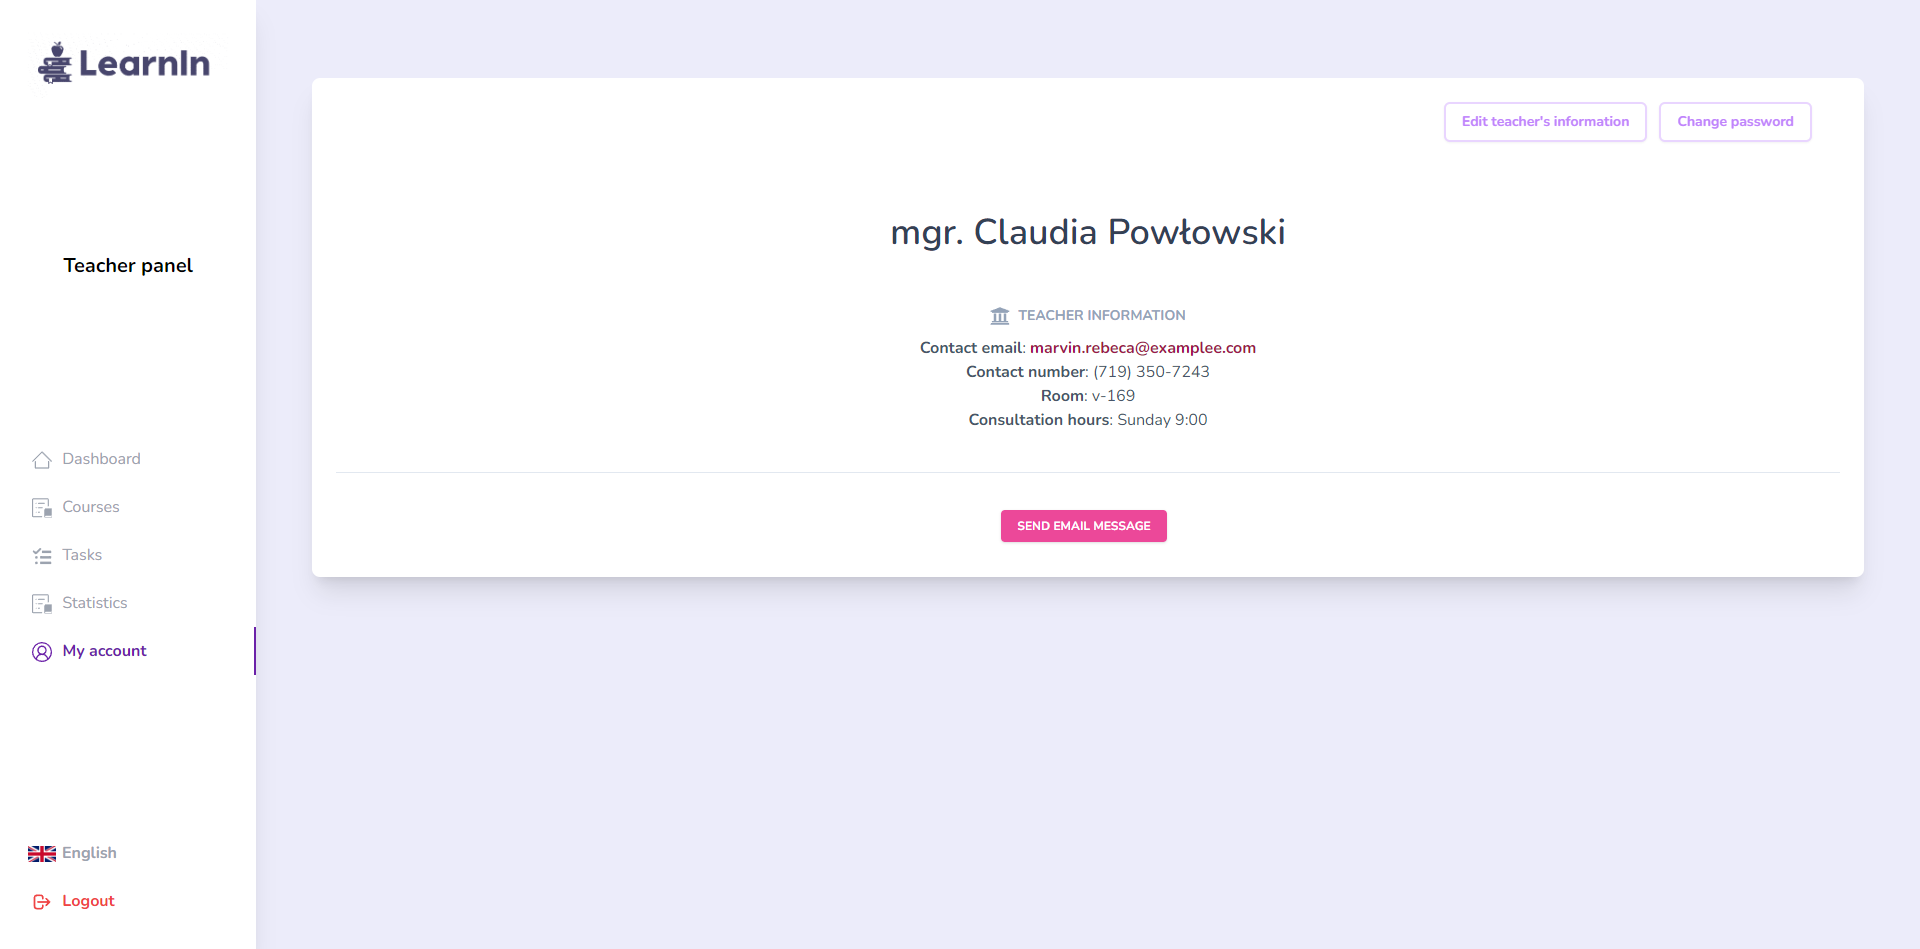 LearnIn
Teacher panel
Dashboard
Courses
Tasks
Statistics
My account
English
Logout
Edit teacher's information
Change password
mgr. Claudia Powłowski
TEACHER INFORMATION
Contact email: marvin.rebeca@examplee.com
Contact number: (719) 350-7243
Room: v-169
Consultation hours: Sunday 9:00
SEND EMAIL MESSAGE